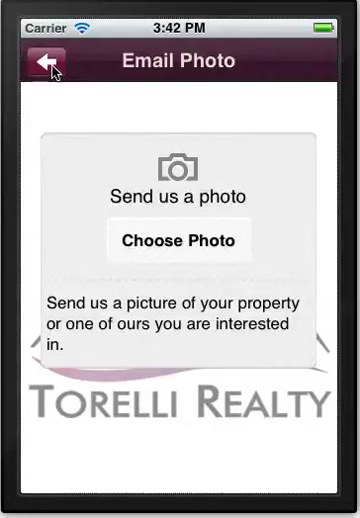 Carrier 3:42 PM
Email Photo
Send us a photo
Choose Photo
Send us a picture of your property
or one of ours you are interested
in.
TORELLI REALTY